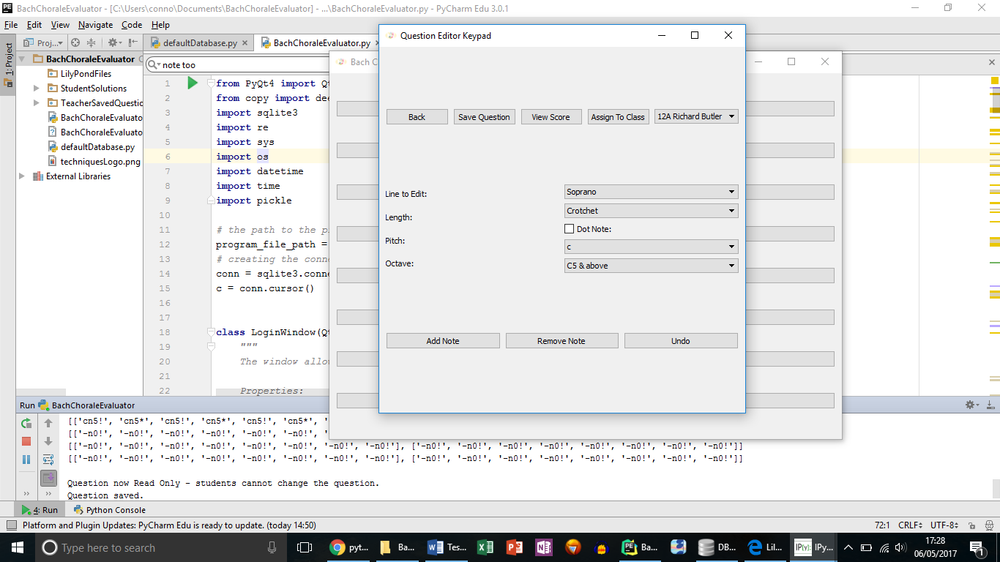 BachChoraleEvaluator - [C:\Users\conno\Documents\BachChoraleEvaluator] - ...\BachChoraleEvaluator.py - PyCharm Edu 3.0.1
File Edit View Navigate Code Help
1: Project
Proj...
defaultDatabase.py
BachChoraleEvaluator.py
BachChoraleEvaluator
LilyPondFiles
StudentSolutions
TeacherSavedQuestio
BachChoraleEvaluato
BachChoraleEvaluato
defaultDatabase.py
techniquesLogo.png
External Libraries
note too
1 from PyQt4 import Qt
2 from copy import dee
3 import sqlite3
4 import re
5 import sys
6 import os
7 import datetime
8 import time
9 import pickle
10
11 # the path to the p
12 program_file_path =
13 # creating the conne
14 conn = sqlite3.conne
15 c = conn.cursor()
16
17
18 class LoginWindow(Qt
19 """
20 The window allow
21
22 Properties:
Bach C
Question Editor Keypad
Back Save Question View Score Assign To Class 12A Richard Butler
Line to Edit: Soprano
Length: Crotchet
Dot Note:
Pitch: c
Octave: C5 & above
Add Note Remove Note Undo
Run BachChoraleEvaluator
[['cn5!', 'cn5*', 'cn5!', 'cn5*', 'cn5!', 'cn5*', '
[['-n0!', '-n0!', '-n0!', '-n0!', '-n0!', '-n0!', '
[['-n0!', '-n0!', '-n0!', '-n0!', '-n0!', '-n0!', '-n0!', '-n0!'], ['-n0!', '-n0!', '-n0!', '-n0!', '-n0!', '-n0!', '-n0!', '-n0!']]
[['-n0!', '-n0!', '-n0!', '-n0!', '-n0!', '-n0!', '-n0!', '-n0!'], ['-n0!', '-n0!', '-n0!', '-n0!', '-n0!', '-n0!', '-n0!', '-n0!']]
Question now Read Only - students cannot change the question.
Question saved.
4: Run Python Console
Platform and Plugin Updates: PyCharm Edu is ready to update. (today 14:50)
72:1 CRLF UTF-8
Type here to search
pyt... Ba... Tes... Ba... DB... Lil... IPy...
17:28
06/05/2017
1